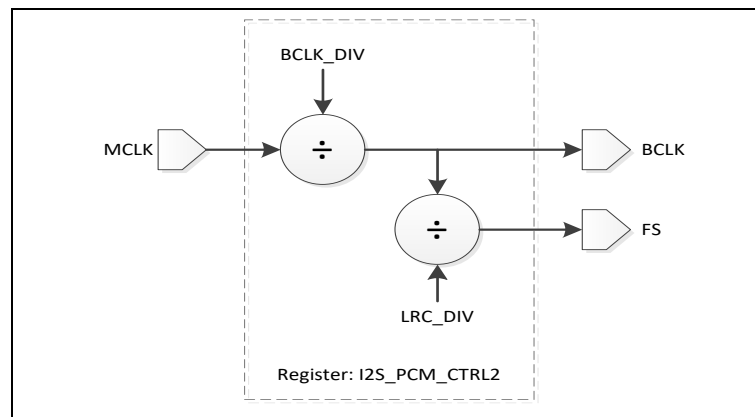 BCLK_DIV
MCLK
÷
BCLK
÷
FS
LRC_DIV
Register: I2S_PCM_CTRL2